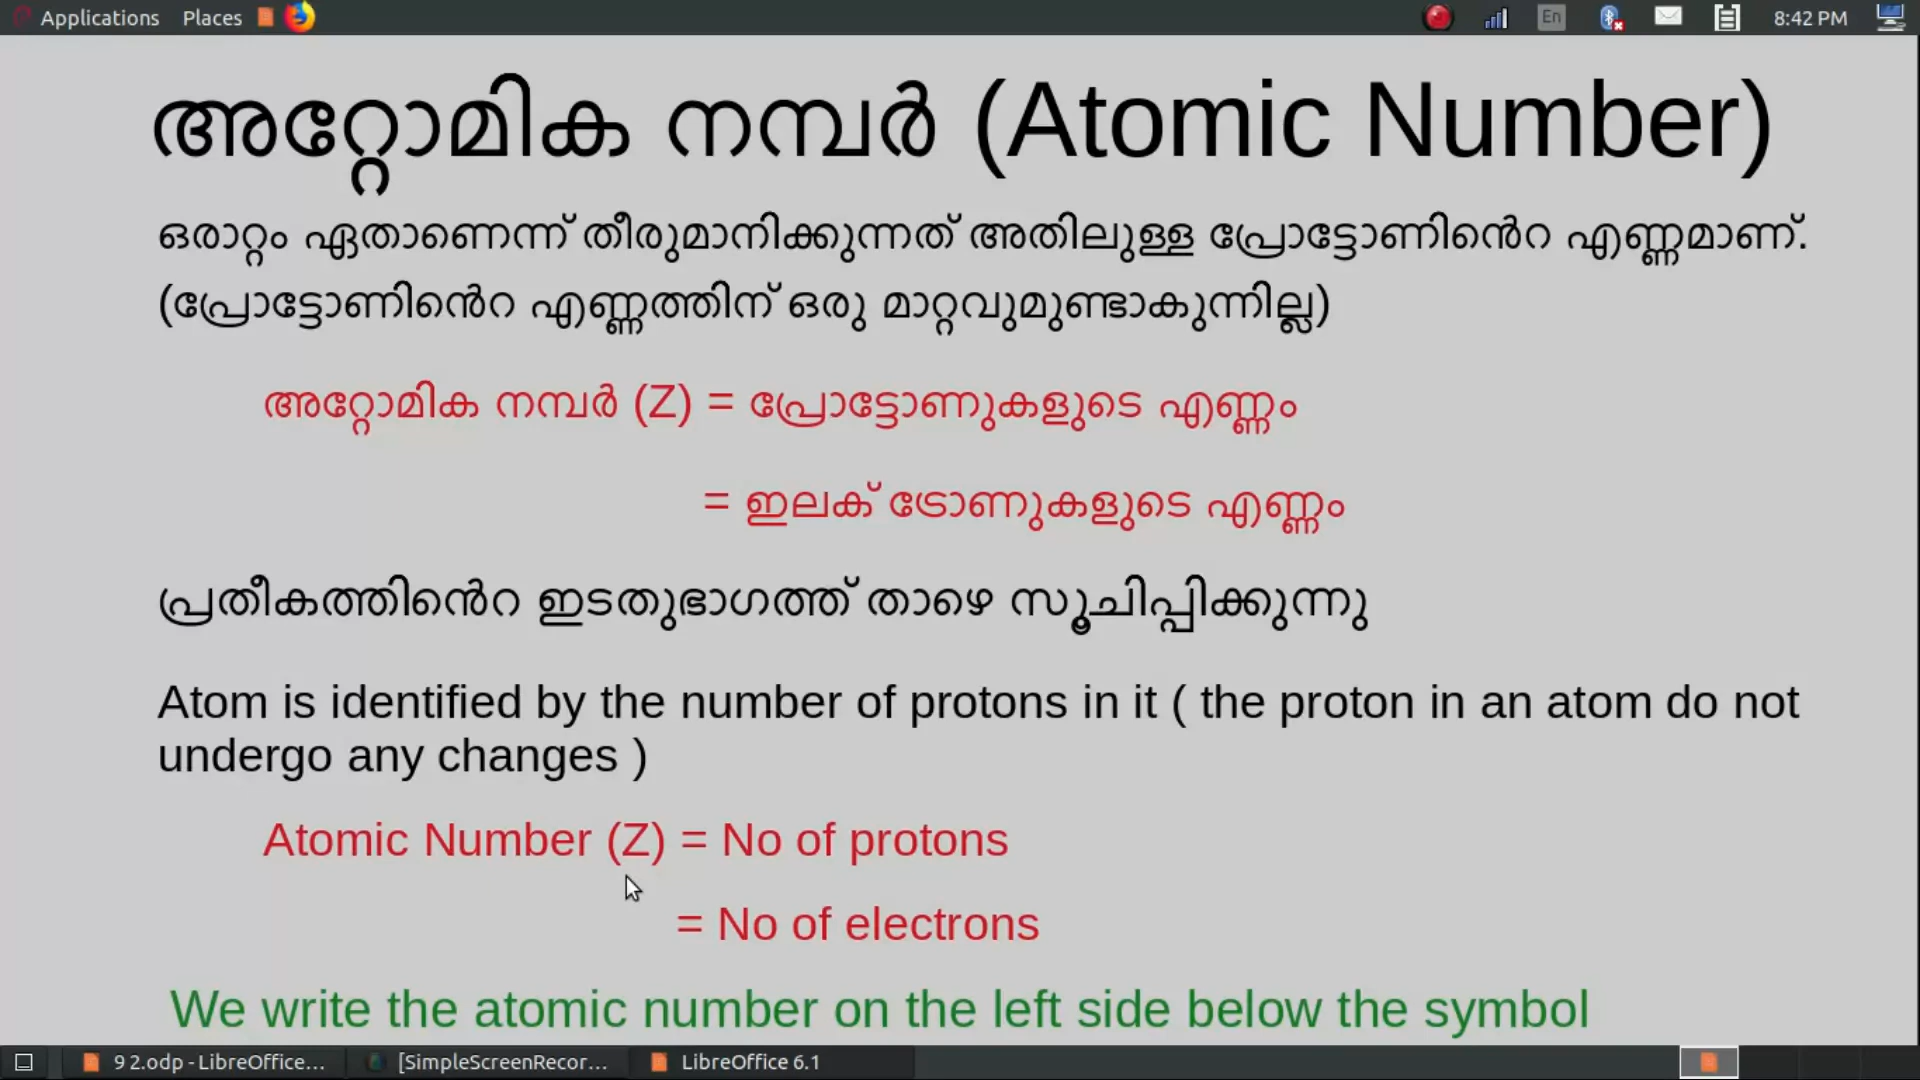 Applications Places En 8:42 PM
അറ്റോമിക നമ്പർ (Atomic Number)
ഒരാറ്റം ഏതാണെന്ന് തീരുമാനിക്കുന്നത് അതിലുള്ള പ്രോട്ടോണിൻെറ എണ്ണമാണ്.
(പ്രോട്ടോണിൻെറ എണ്ണത്തിന് ഒരു മാറ്റവുമുണ്ടാകുന്നില്ല)
അറ്റോമിക നമ്പർ (Z) = പ്രോട്ടോണുകളുടെ എണ്ണം
= ഇലക് ട്രോണുകളുടെ എണ്ണം
പ്രതീകത്തിൻെറ ഇടതുഭാഗത്ത് താഴെ സൂചിപ്പിക്കുന്നു
Atom is identified by the number of protons in it ( the proton in an atom do not
undergo any changes )
Atomic Number (Z) = No of protons
= No of electrons
We write the atomic number on the left side below the symbol
9 2.odp - LibreOffice... [SimpleScreenRecor... LibreOffice 6.1